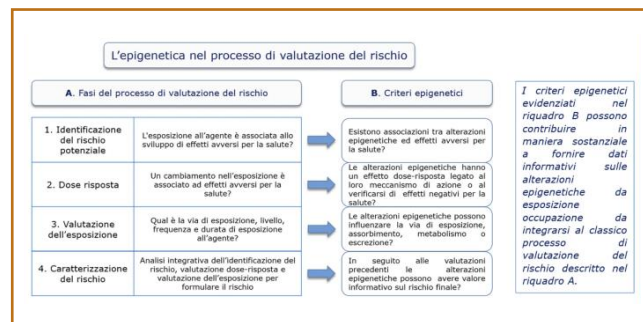 L'epigenetica nel processo di valutazione del rischio
A. Fasi del processo di valutazione del rischio
B. Criteri epigenetici
1. Identificazione
del rischio
potenziale
L'esposizione all'agente è associata allo
sviluppo di effetti avversi per la salute?
Esistono associazioni tra alterazioni
epigenetiche ed effetti avversi per
la salute?
2. Dose risposta
Un cambiamento nell'esposizione è
associato ad effetti avversi per la
salute?
Le alterazioni epigenetiche hanno
un effetto dose-risposta legato al
loro meccanismo di azione o al
verificarsi di effetti negativi per la
salute?
3. Valutazione
dell'esposizione
Qual è la via di esposizione, livello,
frequenza e durata di esposizione
all'agente?
Le alterazioni epigenetiche possono
influenzare la via di esposizione,
assorbimento, metabolismo o
escrezione?
4. Caratterizzazione
del rischio
Analisi integrativa dell'identificazione del
rischio, valutazione dose-risposta e
valutazione dell'esposizione per
formulare il rischio
In seguito alle valutazioni
precedenti le alterazioni
epigenetiche possono avere valore
informativo sul rischio finale?
I criteri epigenetici
evidenziati nel
riquadro B possono
contribuire in
maniera sostanziale
a fornire dati
informativi sulle
alterazioni
epigenetiche da
esposizione
occupazione da
integrarsi al classico
processo di
valutazione del
rischio descritto nel
riquadro A.